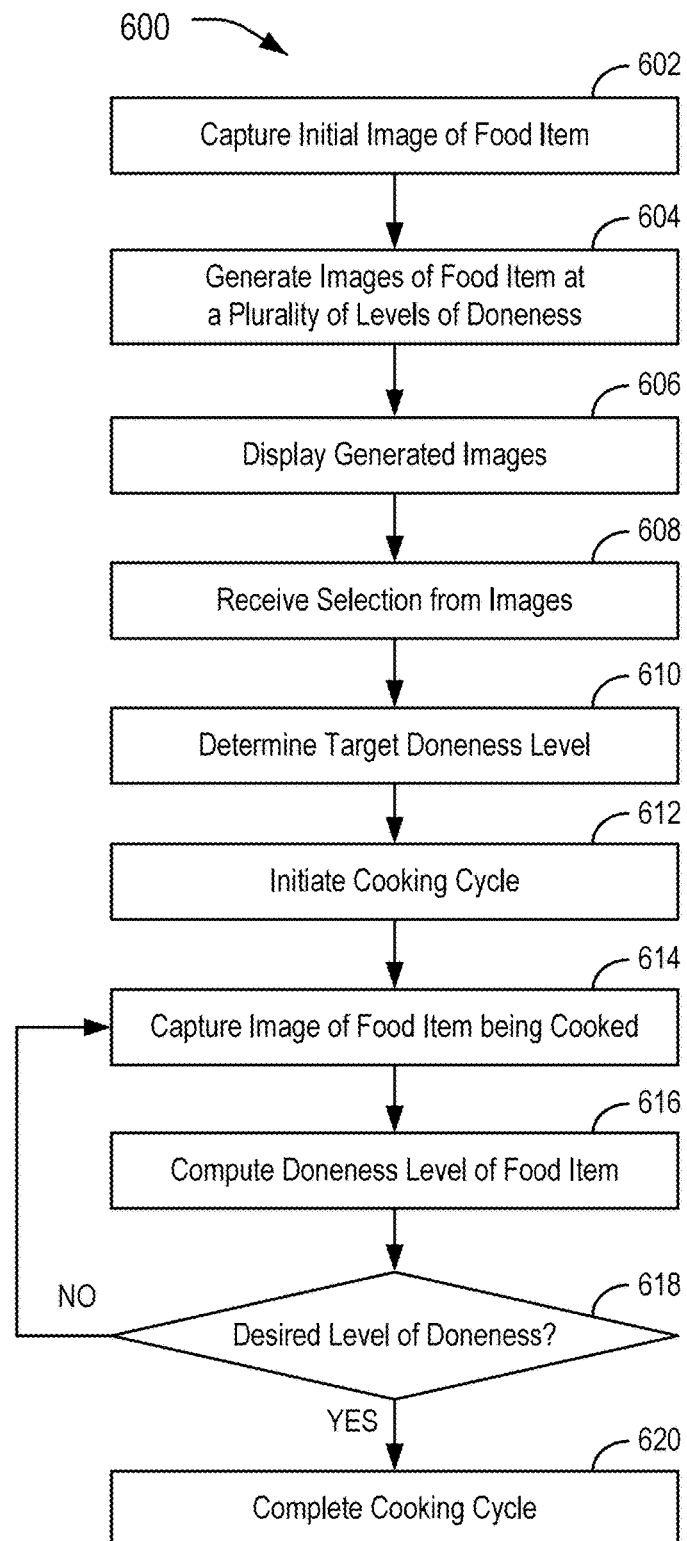 600
602
Capture Initial Image of Food Item
604
Generate Images of Food Item at
a Plurality of Levels of Doneness
606
Display Generated Images
608
Receive Selection from Images
610
Determine Target Doneness Level
612
Initiate Cooking Cycle
614
Capture Image of Food Item being Cooked
616
Compute Doneness Level of Food Item
618
NO
Desired Level of Doneness?
YES
620
Complete Cooking Cycle